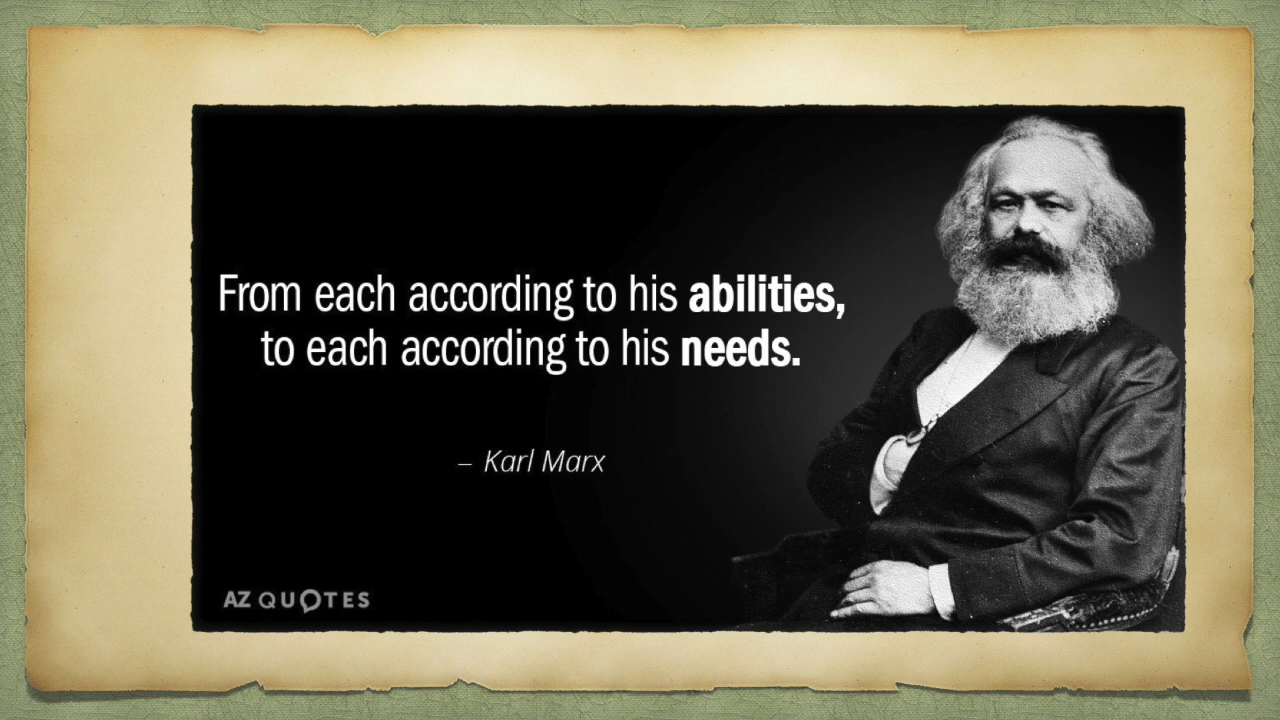 From each according to his abilities,
to each according to his needs.
– Karl Marx
AZ QUOTES